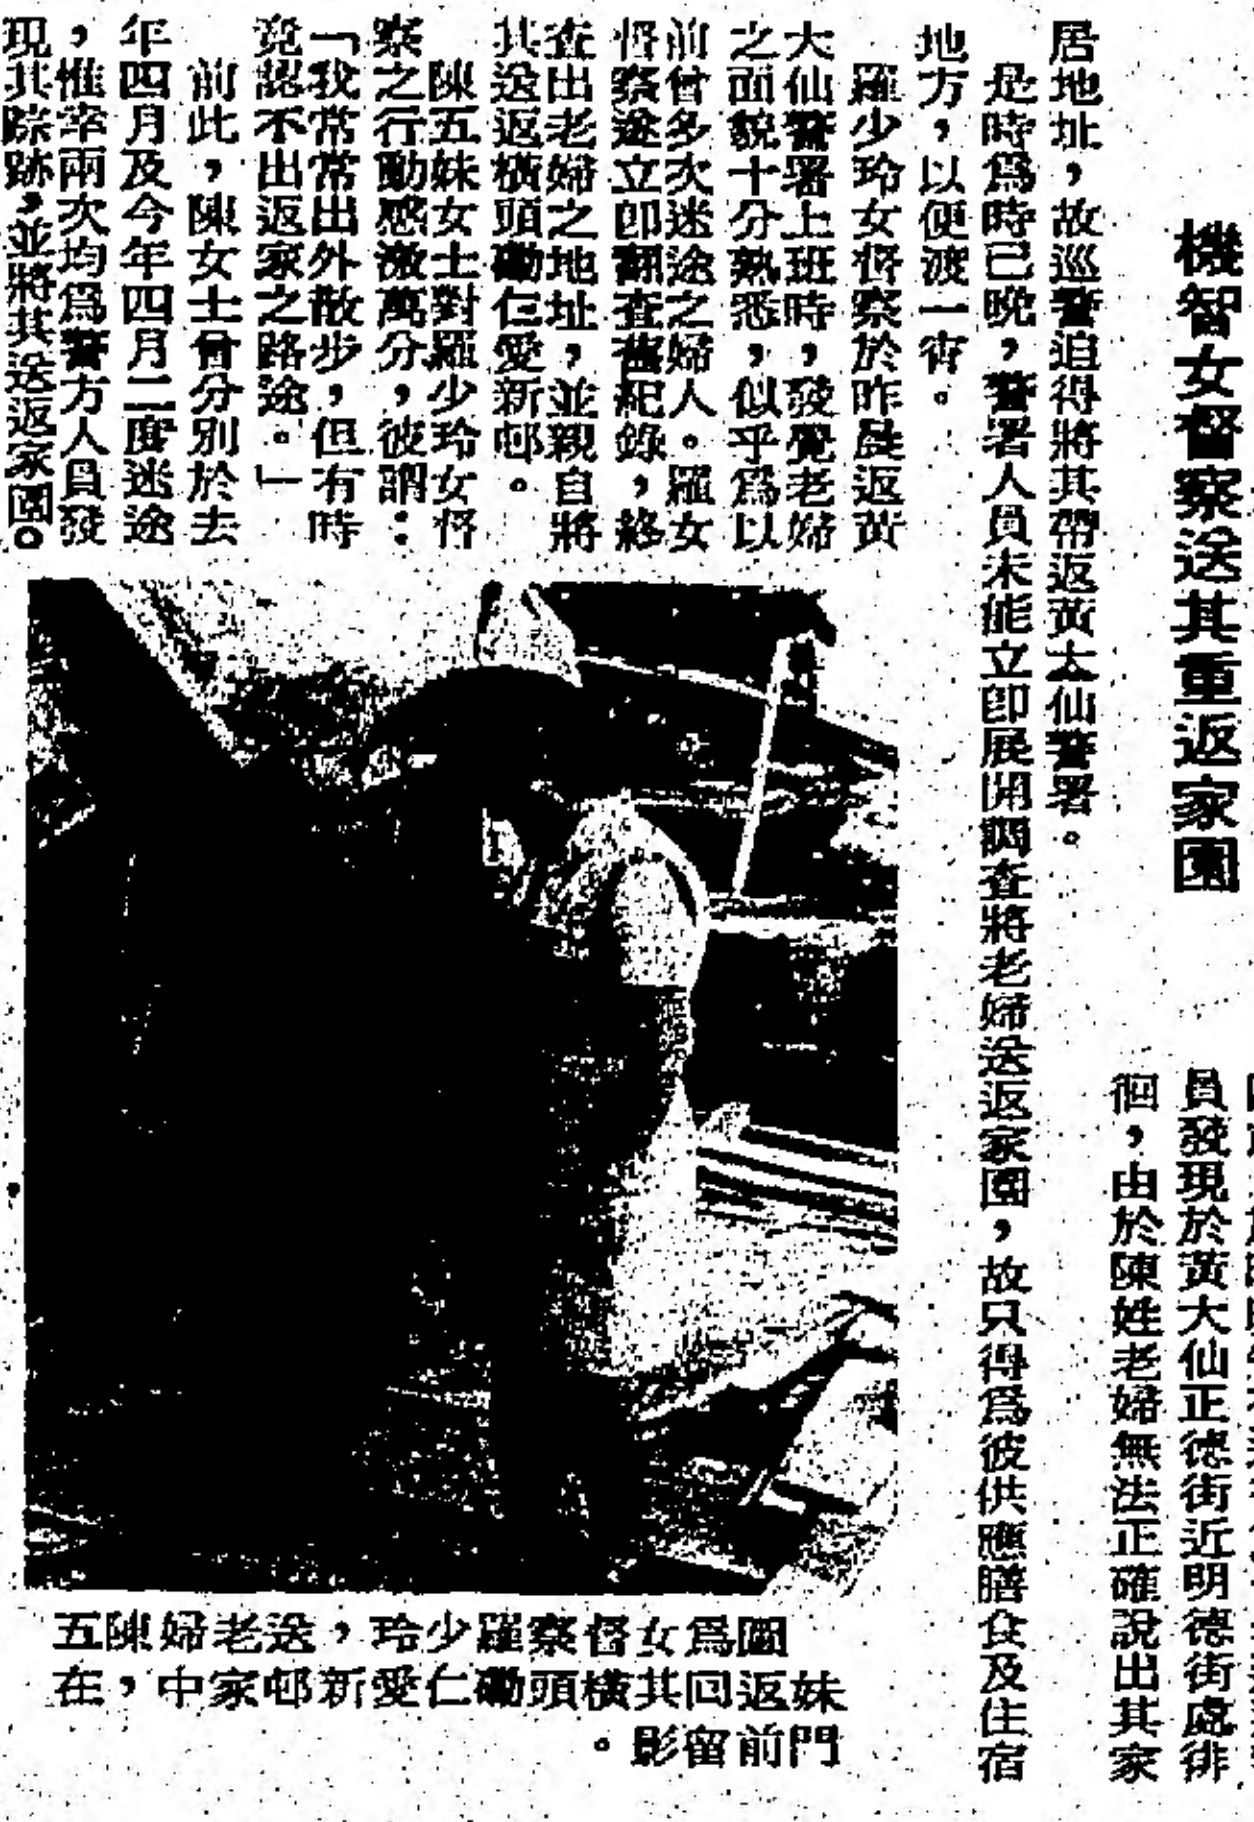 機智女督察送其重返家園
員發現於黃大仙正德街近明德街處徘
徊，由於陳姓老婦無法正確說出其家
居地址，故巡警迫得將其帶返黃大仙警署。
是時爲時已晚，警署人員未能立即展開調查將老婦送返家園，故只得爲彼供應膳食及住宿
地方，以便渡一宵。
羅少玲女督察於昨晨返黃
大仙警署上班時，發覺老婦
之面貌十分熟悉，似乎爲以
前曾多次迷途之婦人。羅女
督察遂立即翻查舊紀錄，終
查出老婦之地址，並親自將
其送返橫頭磡仁愛新邨。
陳五妹女士對羅少玲女督
察之行動感激萬分，彼謂：
「我常常出外散步，但有時
竟認不出返家之路途。」
前此，陳女士曾分別於去
年四月及今年四月二度迷途
，惟幸兩次均爲警方人員發
現其踪跡，並將其送返家園。
圖爲女督察羅少玲，送老婦陳五
妹返回其橫頭磡仁愛新邨家中，在
門前留影。